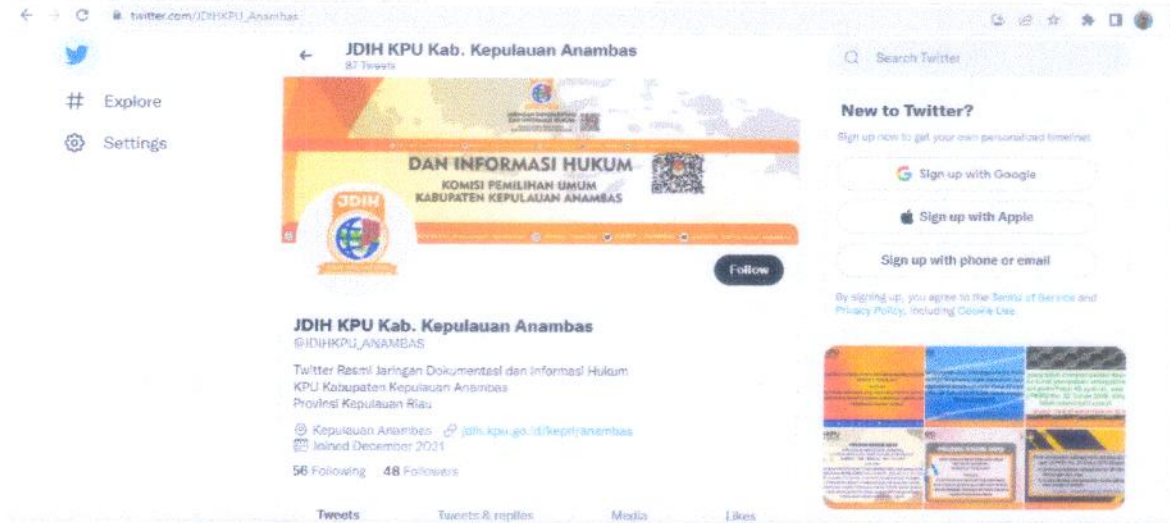 twitter.com/JDIHKPU_Anambas
JDIH KPU Kab. Kepulauan Anambas
87 Tweets
Search Twitter
# Explore
Settings
DAN INFORMASI HUKUM
KOMISI PEMILIHAN UMUM
KABUPATEN KEPULAUAN ANAMBAS
JDIH
Follow
JDIH KPU Kab. Kepulauan Anambas
@JDIHKPU_ANAMBAS
Twitter Resmi Jaringan Dokumentasi dan Informasi Hukum
KPU Kabupaten Kepulauan Anambas
Provinsi Kepulauan Riau
Kepulauan Anambas jdih.kpu.go.id/kepri/anambas
Joined December 2021
56 Following 48 Followers
Tweets Tweets & replies Media Likes
New to Twitter?
Sign up now to get your own personalized timeline!
Sign up with Google
Sign up with Apple
Sign up with phone or email
By signing up, you agree to the Terms of Service and
Privacy Policy, including Cookie Use.